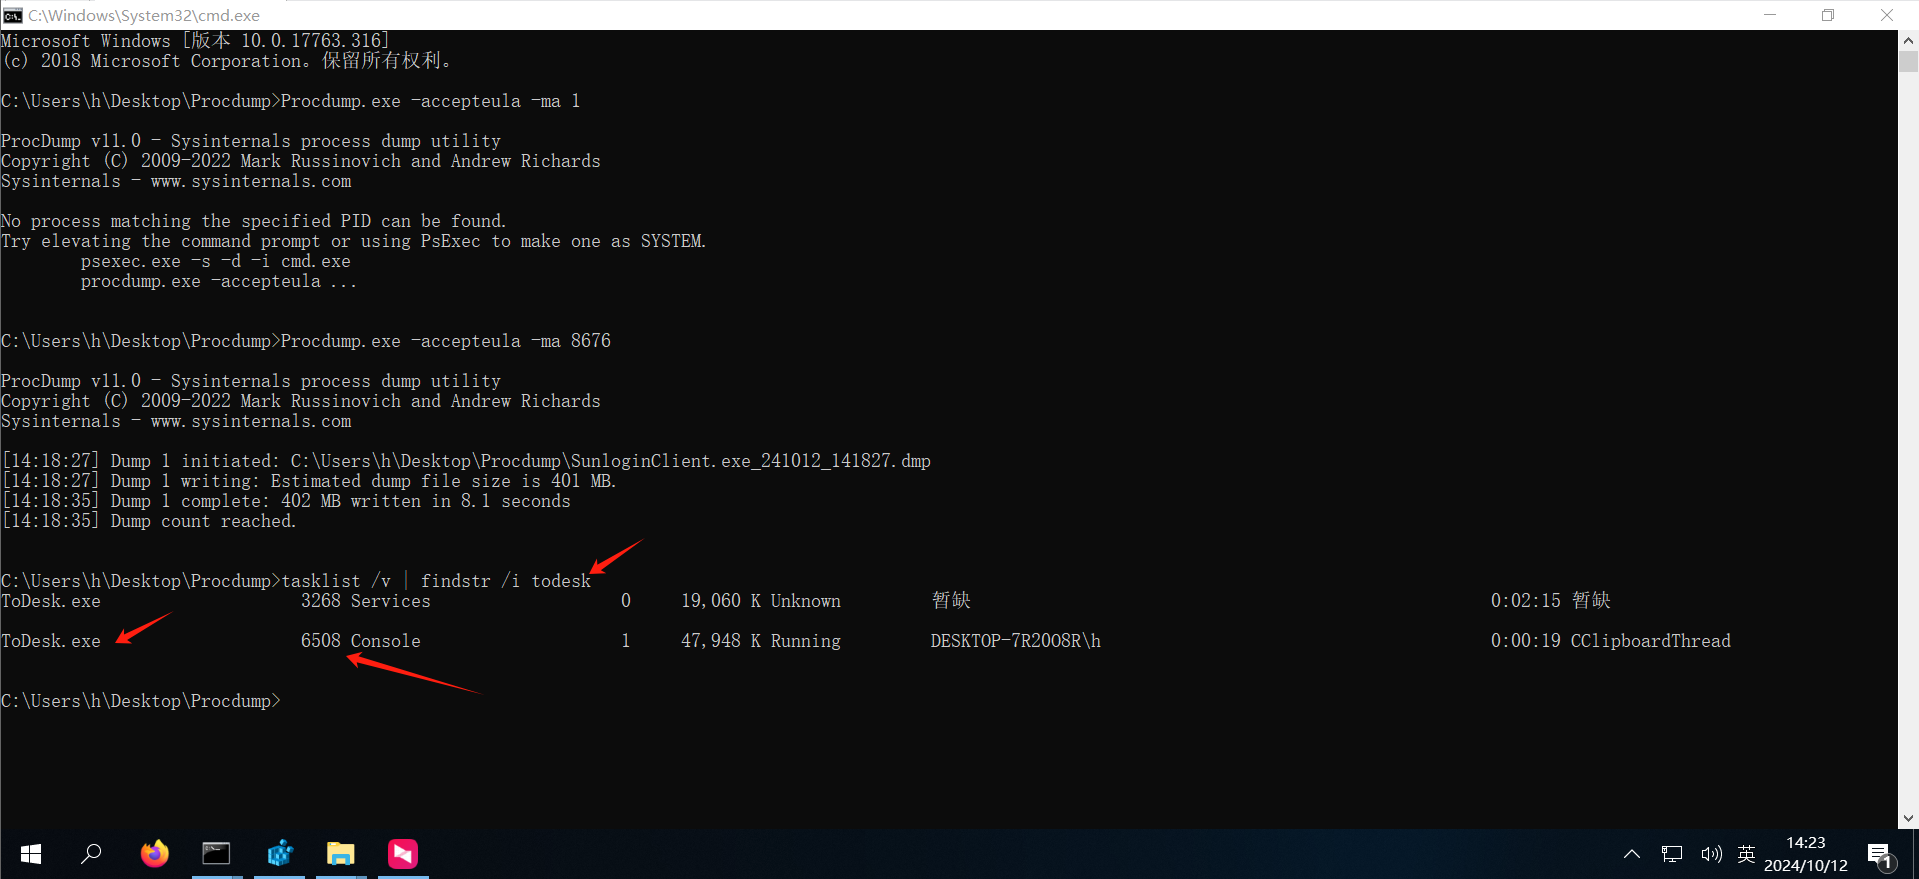 C:\Windows\System32\cmd.exe
Microsoft Windows [版本 10.0.17763.316]
(c) 2018 Microsoft Corporation。保留所有权利。
C:\Users\h\Desktop\Procdump>Procdump.exe -accepteula -ma 1
ProcDump v11.0 - Sysinternals process dump utility
Copyright (C) 2009-2022 Mark Russinovich and Andrew Richards
Sysinternals - www.sysinternals.com
No process matching the specified PID can be found.
Try elevating the command prompt or using PsExec to make one as SYSTEM.
psexec.exe -s -d -i cmd.exe
procdump.exe -accepteula ...
C:\Users\h\Desktop\Procdump>Procdump.exe -accepteula -ma 8676
ProcDump v11.0 - Sysinternals process dump utility
Copyright (C) 2009-2022 Mark Russinovich and Andrew Richards
Sysinternals - www.sysinternals.com
[14:18:27] Dump 1 initiated: C:\Users\h\Desktop\Procdump\SunloginClient.exe_241012_141827.dmp
[14:18:27] Dump 1 writing: Estimated dump file size is 401 MB.
[14:18:35] Dump 1 complete: 402 MB written in 8.1 seconds
[14:18:35] Dump count reached.
C:\Users\h\Desktop\Procdump>tasklist /v | findstr /i todesk
ToDesk.exe 3268 Services 0 19,060 K Unknown 暂缺 0:02:15 暂缺
ToDesk.exe 6508 Console 1 47,948 K Running DESKTOP-7R2008R\h 0:00:19 CClipboardThread
C:\Users\h\Desktop\Procdump>
英
14:23
2024/10/12
1